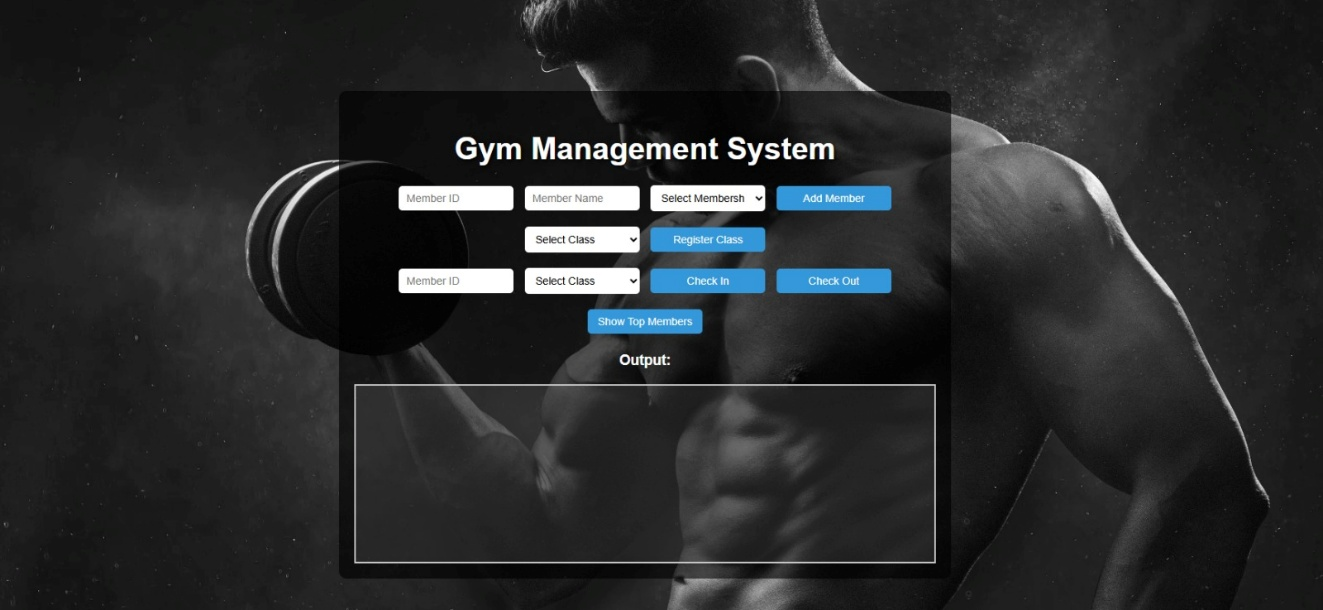 Gym Management System
Member ID Member Name Select Membersh Add Member
Select Class Register Class
Member ID Select Class Check In Check Out
Show Top Members
Output: